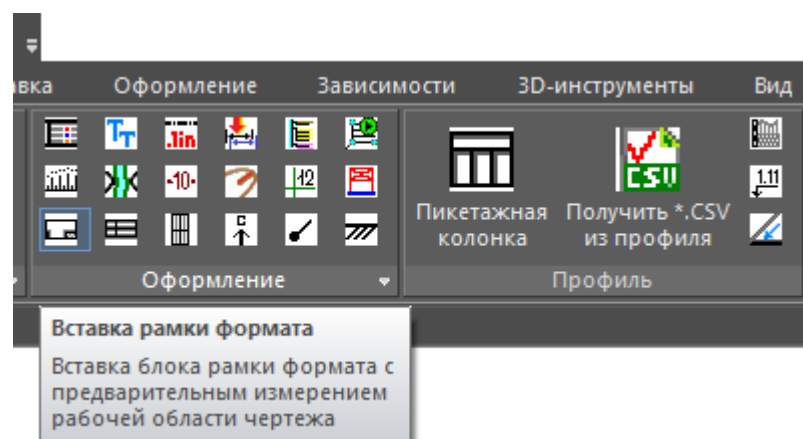 вка Оформление Зависимости 3D-инструменты Вид
.lin
-10- 12 1.11
CSV
Пикетажная Получить *.CSV
колонка из профиля
Оформление Профиль
Вставка рамки формата
Вставка блока рамки формата с
предварительным измерением
рабочей области чертежа